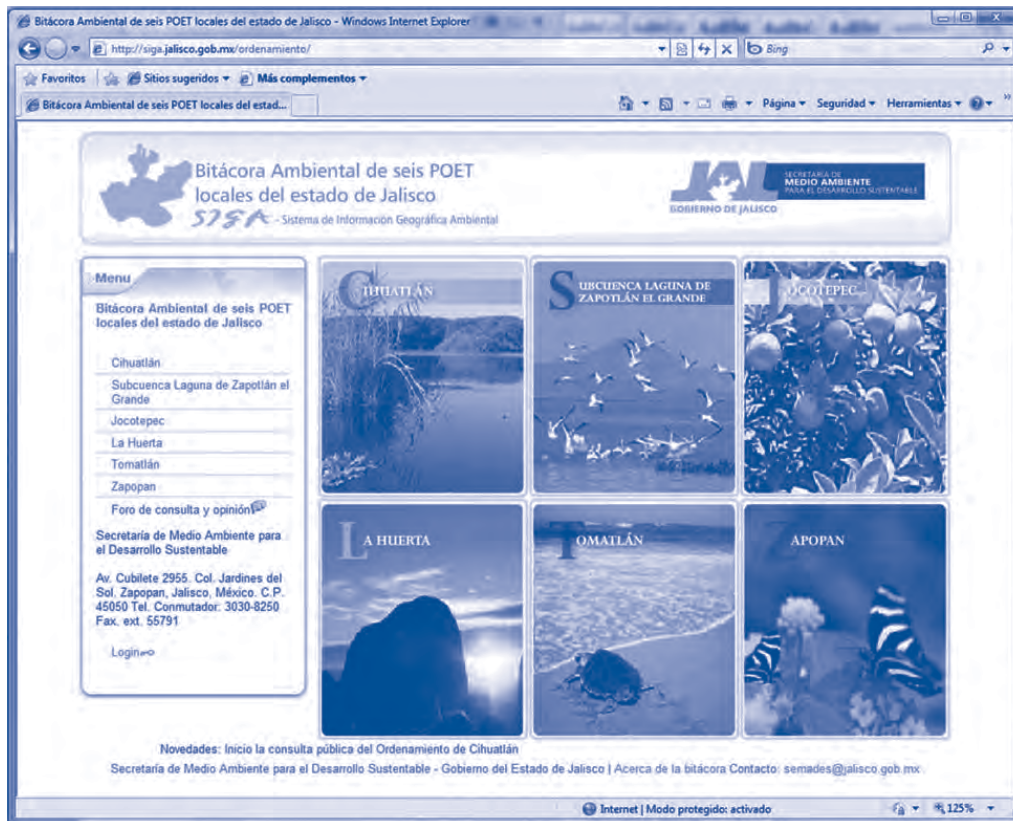 Bitácora Ambiental de seis POET locales del estado de Jalisco - Windows Internet Explorer
http://siga.jalisco.gob.mx/ordenamiento/
Bing
Favoritos
Sitios sugeridos
Más complementos
Bitácora Ambiental de seis POET locales del estad...
Página
Seguridad
Herramientas
Bitácora Ambiental de seis POET
locales del estado de Jalisco
SIGA - Sistema de Información Geográfica Ambiental
JAL
GOBIERNO DE JALISCO
SECRETARÍA DE
MEDIO AMBIENTE
PARA EL DESARROLLO SUSTENTABLE
Menu
Bitácora Ambiental de seis POET
locales del estado de Jalisco
Cihuatlán
Subcuenca Laguna de Zapotlán el
Grande
Jocotepec
La Huerta
Tomatlán
Zapopan
Foro de consulta y opinión
Secretaría de Medio Ambiente para
el Desarrollo Sustentable
Av. Cubilete 2955. Col. Jardines del
Sol. Zapopan, Jalisco, México. C.P.
45050 Tel. Conmutador: 3030-8250
Fax. ext. 55791
Login
CIHUATLÁN
SUBCUENCA LAGUNA DE
ZAPOTLÁN EL GRANDE
OCOTEPEC
LA HUERTA
TOMATLÁN
APOPAN
Novedades: Inicio la consulta pública del Ordenamiento de Cihuatlán
Secretaría de Medio Ambiente para el Desarrollo Sustentable - Gobierno del Estado de Jalisco | Acerca de la bitácora Contacto: semades@jalisco.gob.mx
Internet | Modo protegido: activado
125%